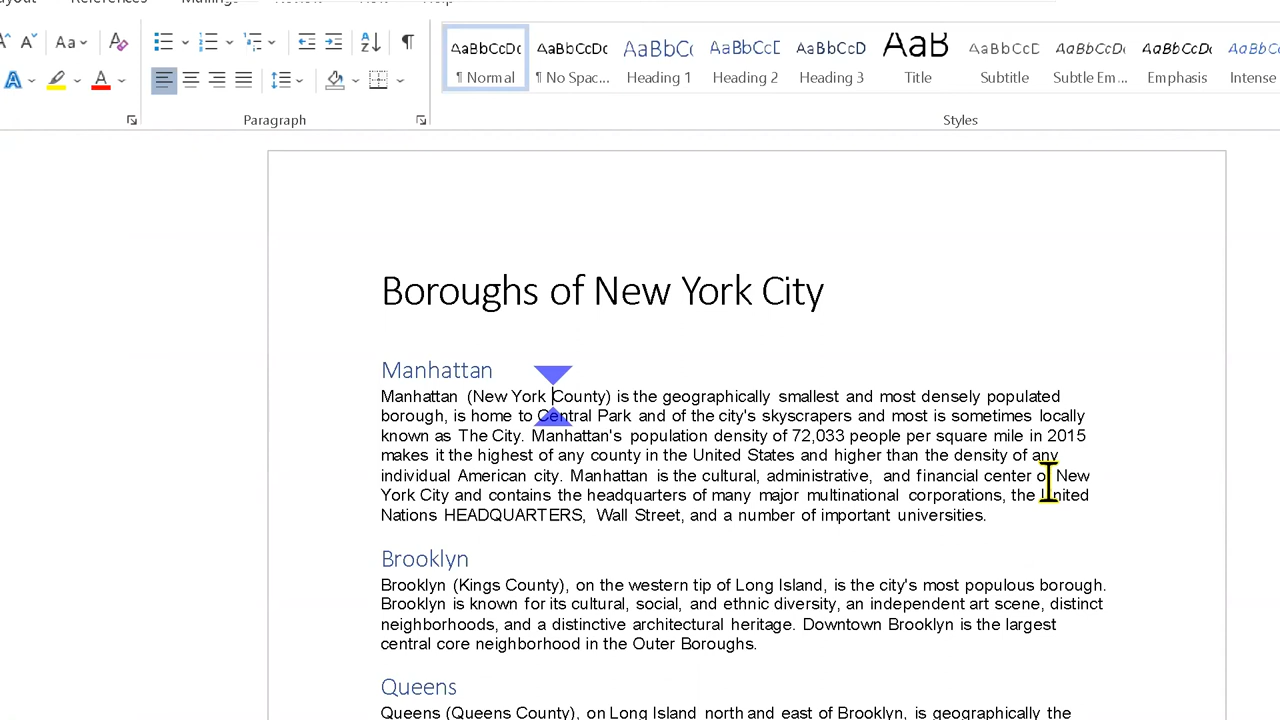 References
Help
Aa
Paragraph
AaBbCcDc
AaBbCcDc
AaBbC(
AaBbCcE
AaBbCcD
AaB
AaBbCcE
AaBbCcDc
AaBbCcDc
AaBbCcD
¶ Normal
¶ No Spac...
Heading 1
Heading 2
Heading 3
Title
Subtitle
Subtle Em...
Emphasis
Intense
Styles
Boroughs of New York City
Manhattan
Manhattan (New York County) is the geographically smallest and most densely populated
borough, is home to Central Park and of the city's skyscrapers and most is sometimes locally
known as The City. Manhattan's population density of 72,033 people per square mile in 2015
makes it the highest of any county in the United States and higher than the density of any
individual American city. Manhattan is the cultural, administrative, and financial center of New
York City and contains the headquarters of many major multinational corporations, the United
Nations HEADQUARTERS, Wall Street, and a number of important universities.
Brooklyn
Brooklyn (Kings County), on the western tip of Long Island, is the city's most populous borough.
Brooklyn is known for its cultural, social, and ethnic diversity, an independent art scene, distinct
neighborhoods, and a distinctive architectural heritage. Downtown Brooklyn is the largest
central core neighborhood in the Outer Boroughs.
Queens
Queens (Queens County), on Long Island north and east of Brooklyn, is geographically the